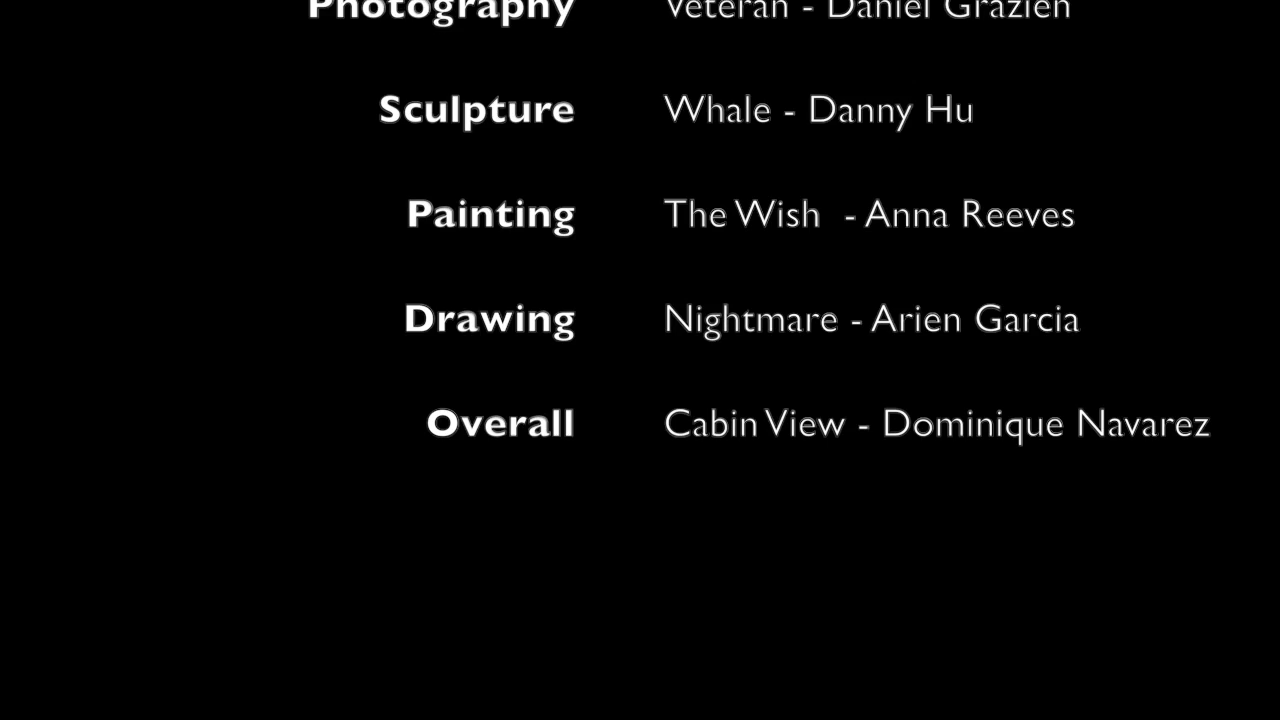 Photography Veteran - Daniel Grazien
Sculpture Whale - Danny Hu
Painting The Wish - Anna Reeves
Drawing Nightmare - Arien Garcia
Overall Cabin View - Dominique Navarez